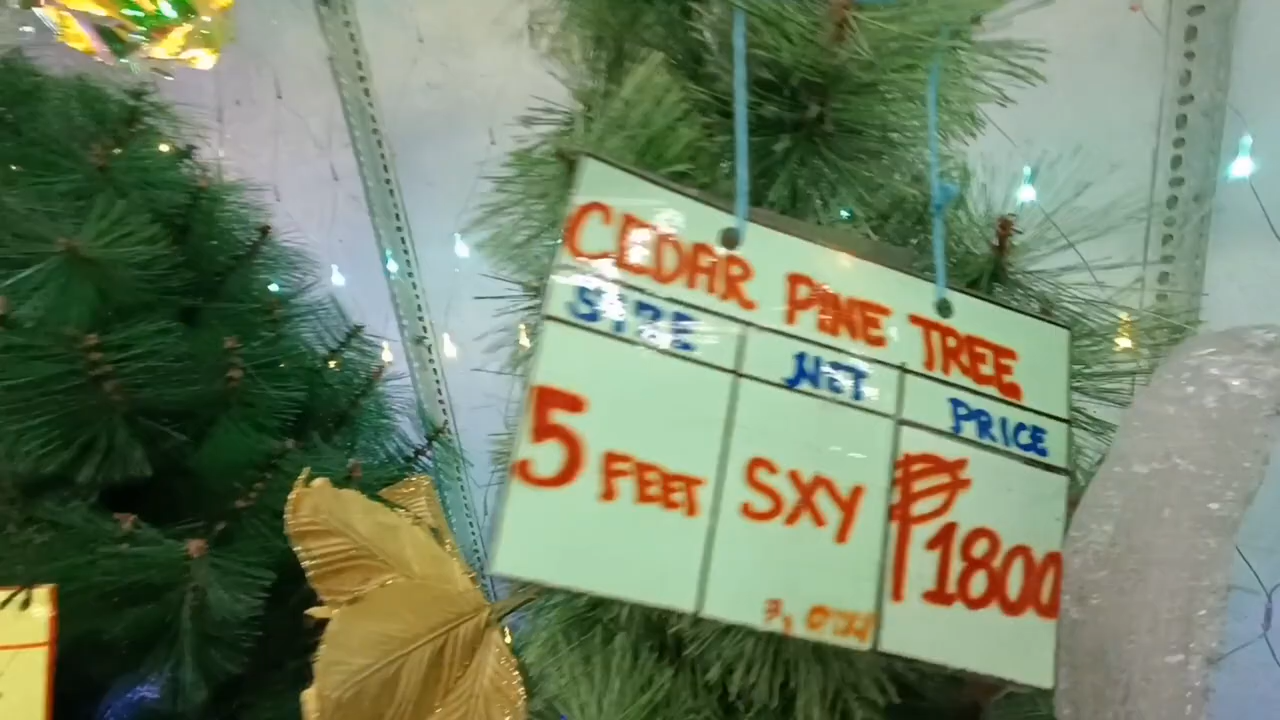 CEDAR PINE TREE
SIZE NET PRICE
5 FEET SXY ₱1800